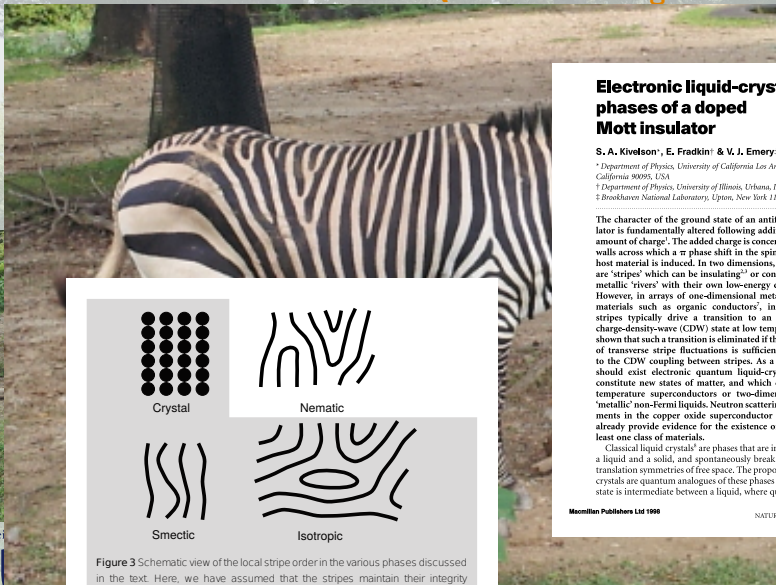 Electronic liquid-crys
phases of a doped
Mott insulator
S. A. Kivelson*, E. Fradkin† & V. J. Emery‡
* Department of Physics, University of California Los An
California 90095, USA
† Department of Physics, University of Illinois, Urbana, I
‡ Brookhaven National Laboratory, Upton, New York 11
The character of the ground state of an antif
lator is fundamentally altered following addi
amount of charge¹. The added charge is concen
walls across which a π phase shift in the spin
host material is induced. In two dimensions,
are ‘stripes’ which can be insulating²,³ or con
metallic ‘rivers’ with their own low-energy d
However, in arrays of one-dimensional meta
materials such as organic conductors⁷, in
stripes typically drive a transition to an
charge-density-wave (CDW) state at low temp
shown that such a transition is eliminated if th
of transverse stripe fluctuations is sufficien
to the CDW coupling between stripes. As a
should exist electronic quantum liquid-cry
constitute new states of matter, and which c
temperature superconductors or two-dimen
‘metallic’ non-Fermi liquids. Neutron scatterin
ments in the copper oxide superconductor
already provide evidence for the existence o
least one class of materials.
Classical liquid crystals⁸ are phases that are in
a liquid and a solid, and spontaneously break
translation symmetries of free space. The propo
crystals are quantum analogues of these phases
state is intermediate between a liquid, where qu
Macmillan Publishers Ltd 1998
NATUR
Crystal
Nematic
Smectic
Isotropic
Figure 3 Schematic view of the local stripe order in the various phases discussed
in the text. Here, we have assumed that the stripes maintain their integrity